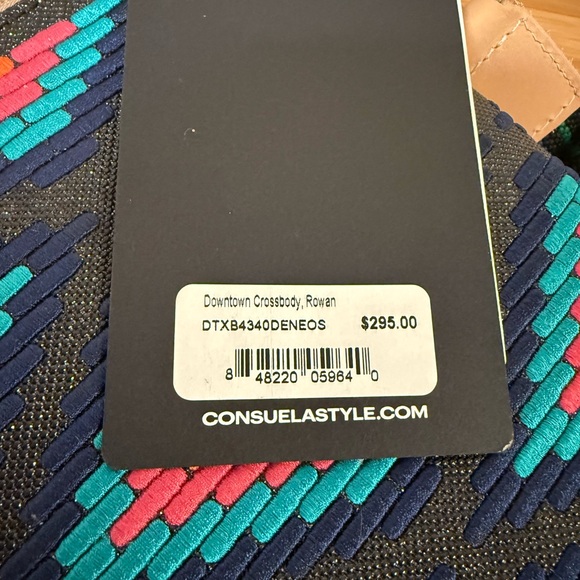 Downtown Crossbody, Rowan
DTXB4340DENEOS $295.00
8 48220 05964 0
CONSUELASTYLE.COM